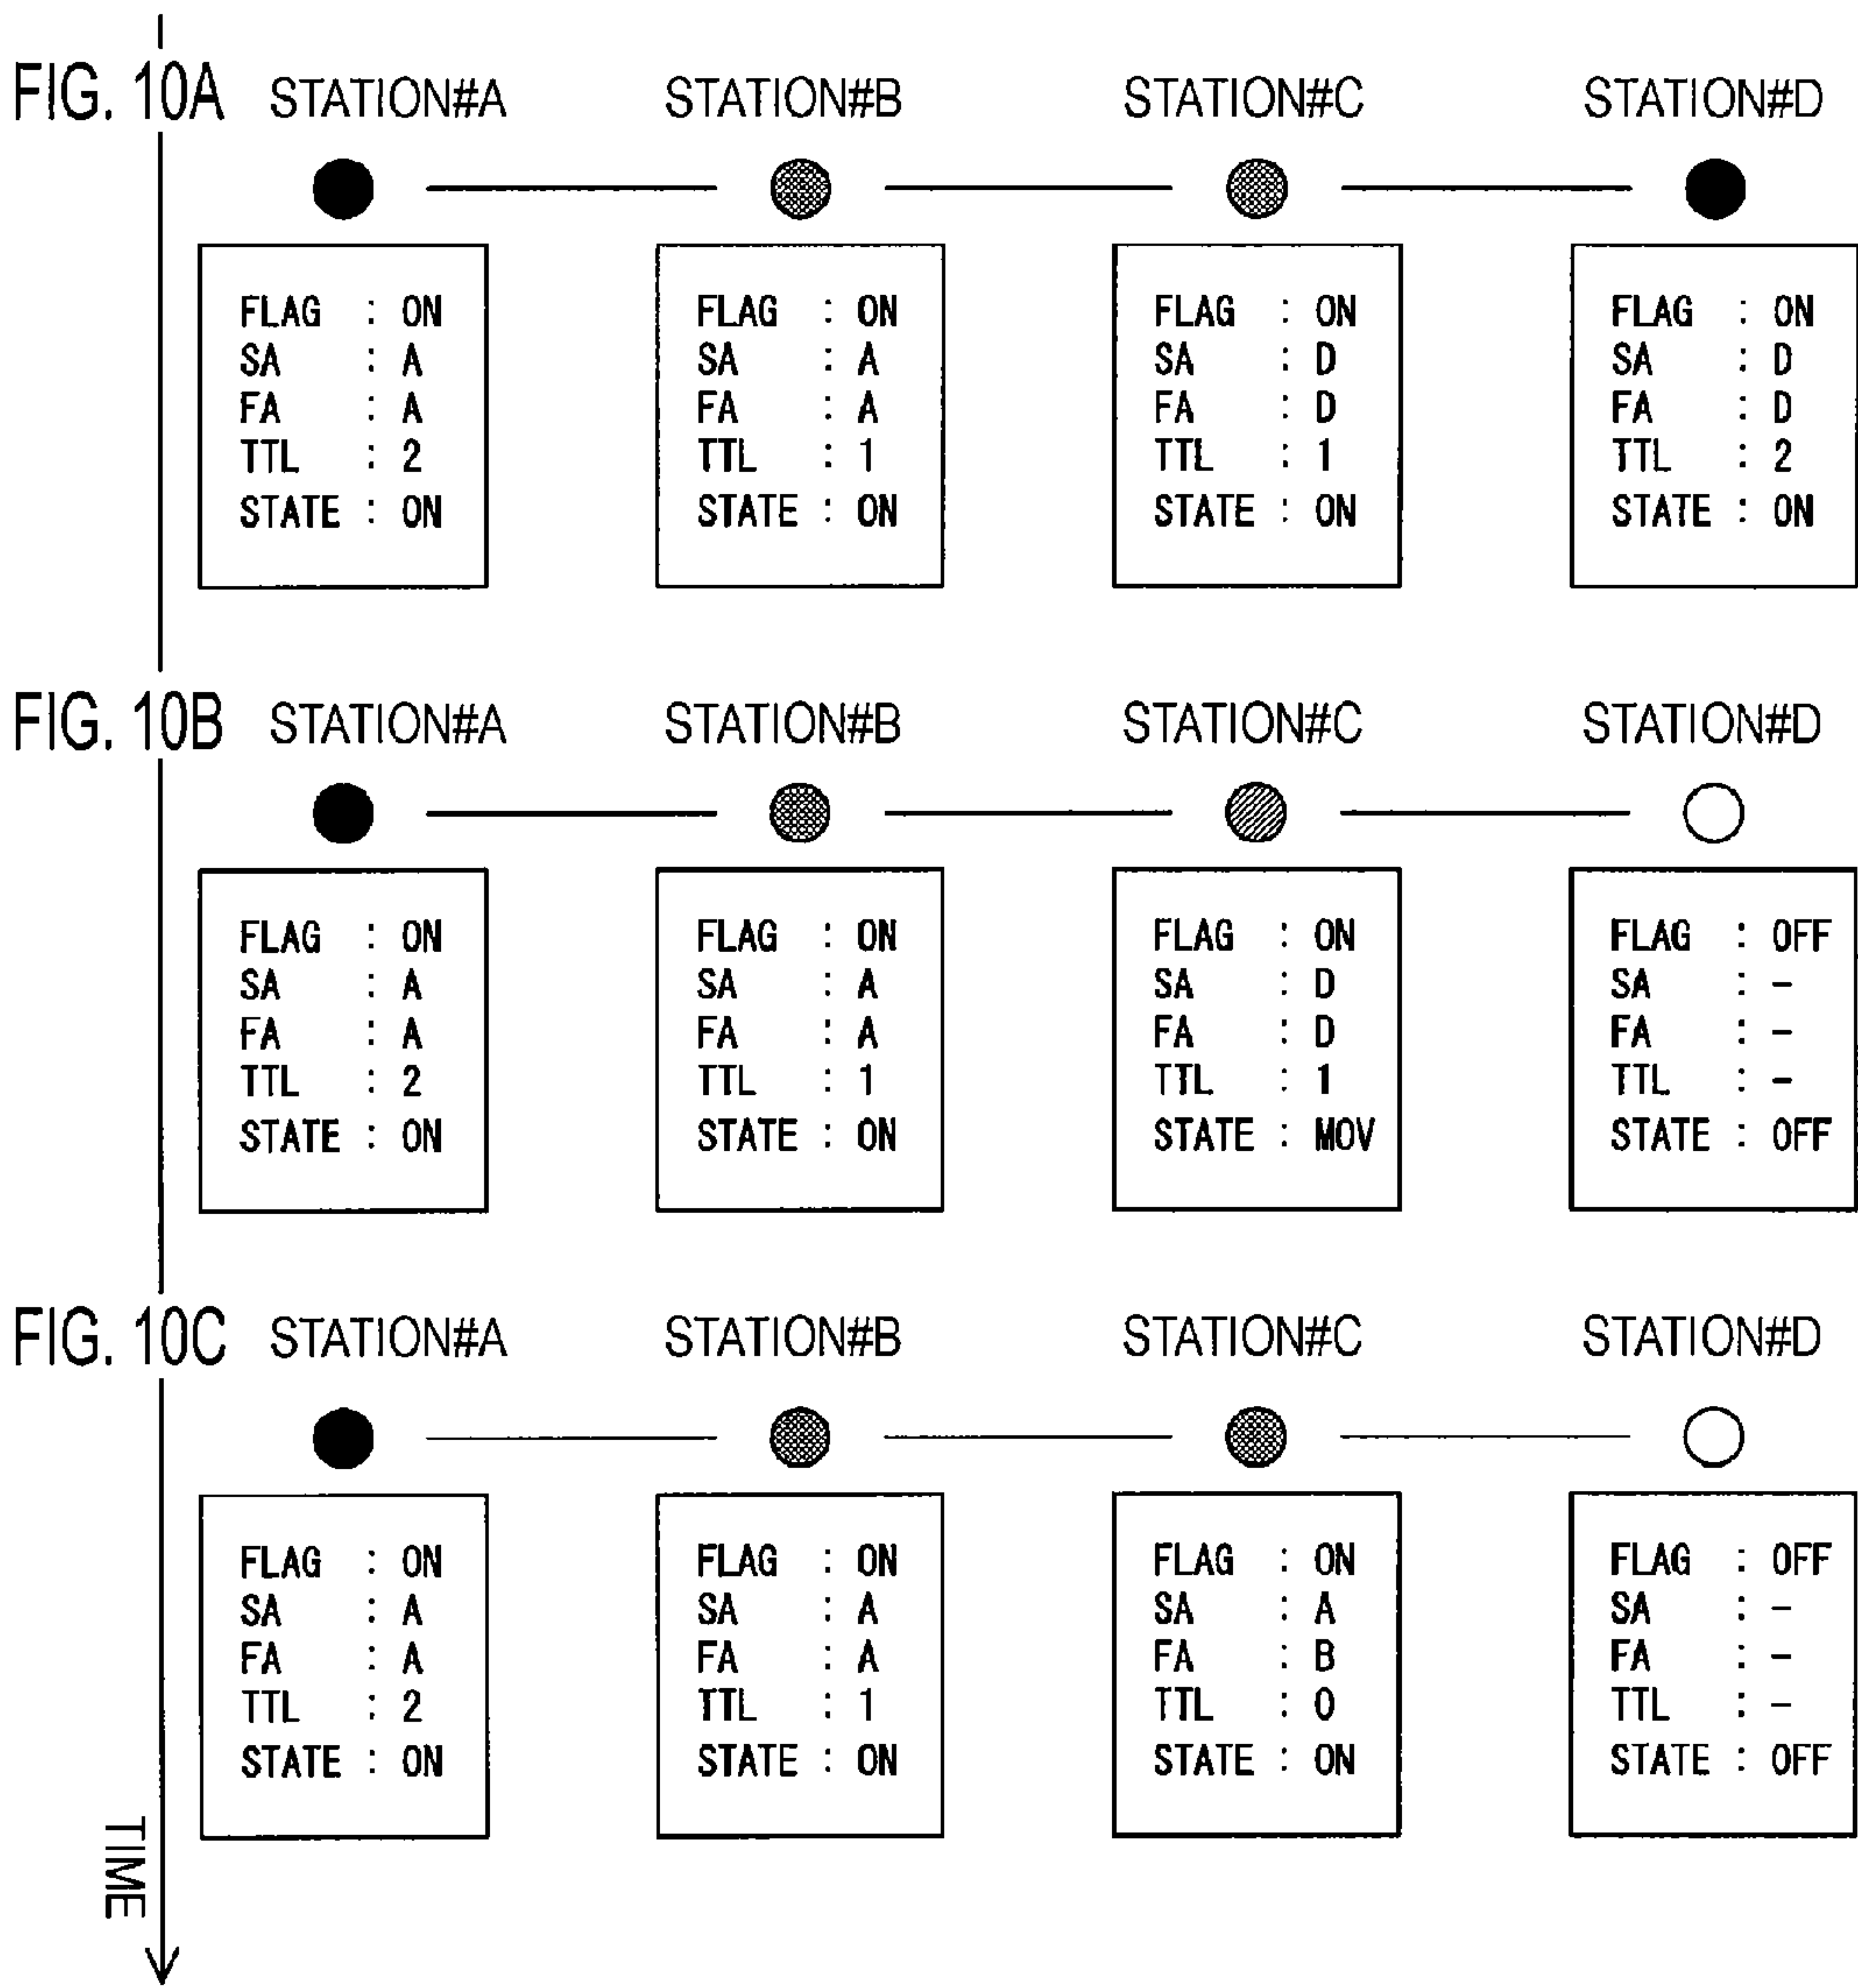 FIG. 10A STATION#A STATION#B STATION#C STATION#D
FLAG : ON FLAG : ON FLAG : ON FLAG : ON
SA : A SA : A SA : D SA : D
FA : A FA : A FA : D FA : D
TTL : 2 TTL : 1 TTL : 1 TTL : 2
STATE : ON STATE : ON STATE : ON STATE : ON
FIG. 10B STATION#A STATION#B STATION#C STATION#D
FLAG : ON FLAG : ON FLAG : ON FLAG : OFF
SA : A SA : A SA : D SA : -
FA : A FA : A FA : D FA : -
TTL : 2 TTL : 1 TTL : 1 TTL : -
STATE : ON STATE : ON STATE : MOV STATE : OFF
FIG. 10C STATION#A STATION#B STATION#C STATION#D
FLAG : ON FLAG : ON FLAG : ON FLAG : OFF
SA : A SA : A SA : A SA : -
FA : A FA : A FA : B FA : -
TTL : 2 TTL : 1 TTL : 0 TTL : -
STATE : ON STATE : ON STATE : ON STATE : OFF
TIME